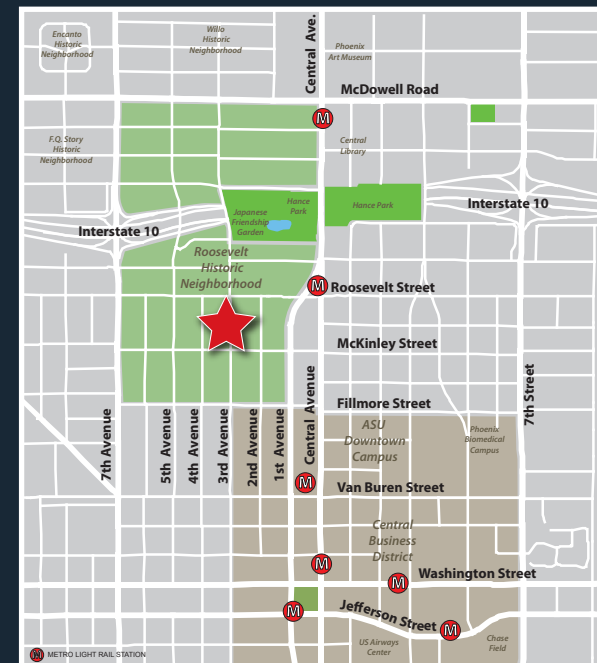 Encanto
Historic
Neighborhood
Willo
Historic
Neighborhood
Central Ave.
Phoenix
Art Museum
McDowell Road
M
F.Q. Story
Historic
Neighborhood
Central
Library
Hance
Park
Hance Park
Japanese
Friendship
Garden
Interstate 10
Interstate 10
Roosevelt
Historic
Neighborhood
M
Roosevelt Street
McKinley Street
7th Street
Fillmore Street
7th Avenue
5th Avenue
4th Avenue
3rd Avenue
2nd Avenue
1st Avenue
Central Avenue
ASU
Downtown
Campus
Phoenix
Biomedical
Campus
M
Van Buren Street
Central
Business
District
M
M
Washington Street
M
Jefferson Street
M
US Airways
Center
Chase
Field
M
METRO LIGHT RAIL STATION